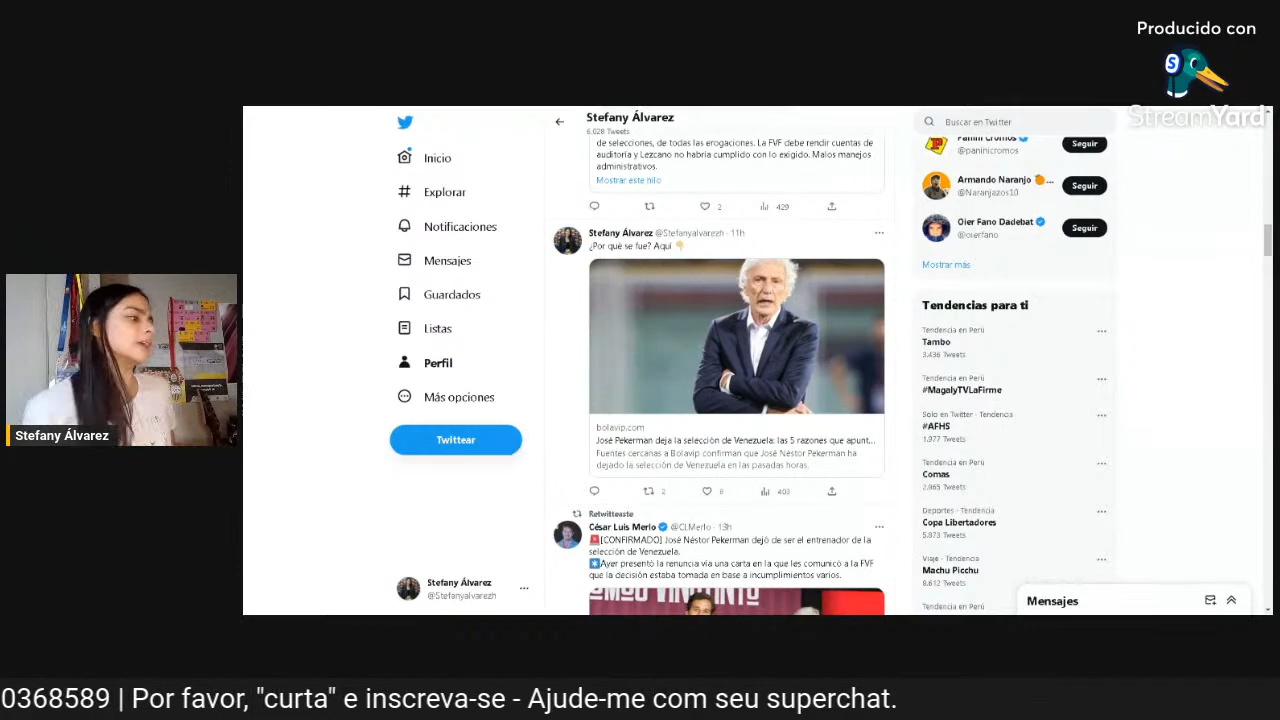 Producido con
StreamYard
Inicio
Explorar
Notificaciones
Mensajes
Guardados
Listas
Perfil
Más opciones
Twittear
Stefany Álvarez
@Stefanyalvarezh
Stefany Álvarez
6.028 Tweets
de selecciones, de todas las erogaciones. La FVF debe rendir cuentas de
auditoría y Lezcano no habría cumplido con lo exigido. Malos manejos
administrativos.
Mostrar este hilo
2
429
Stefany Álvarez @Stefanyalvarezh · 11h
¿Por qué se fue? Aquí
bolavip.com
José Pekerman deja la selección de Venezuela: las 5 razones que apunt...
Fuentes cercanas a Bolavip confirman que José Néstor Pekerman ha
dejado la selección de Venezuela en las pasadas horas.
2
8
403
Retwitteaste
César Luis Merlo @CLMerlo · 13h
[CONFIRMADO] José Néstor Pekerman dejó de ser el entrenador de la
selección de Venezuela.
Ayer presentó la renuncia vía una carta en la que les comunicó a la FVF
que la decisión estaba tomada en base a incumplimientos varios.
Buscar en Twitter
Panini Cromos
@paninicromos
Seguir
Armando Naranjo ...
@Naranjazos10
Seguir
Oier Fano Dadebat
@oierfano
Seguir
Mostrar más
Tendencias para ti
Tendencia en Perú
Tambo
3.436 Tweets
Tendencia en Perú
#MagalyTVLaFirme
Solo en Twitter · Tendencia
#AFHS
1.977 Tweets
Tendencia en Perú
Comas
2.065 Tweets
Deportes · Tendencia
Copa Libertadores
5.873 Tweets
Viaje · Tendencia
Machu Picchu
8.612 Tweets
Tendencia en Perú
Mensajes
Stefany Álvarez
0368589 | Por favor, "curta" e inscreva-se - Ajude-me com seu superchat.